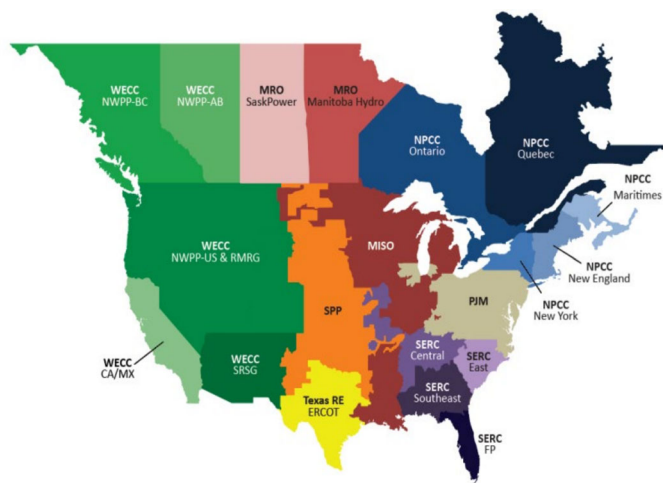 WECC
NWPP-BC
WECC
NWPP-AB
MRO
SaskPower
MRO
Manitoba Hydro
NPCC
Ontario
NPCC
Quebec
NPCC
Maritimes
WECC
NWPP-US & RMRG
MISO
NPCC
New England
SPP
PJM
NPCC
New York
WECC
CA/MX
WECC
SRSG
SERC
Central
SERC
East
Texas RE
ERCOT
SERC
Southeast
SERC
FP